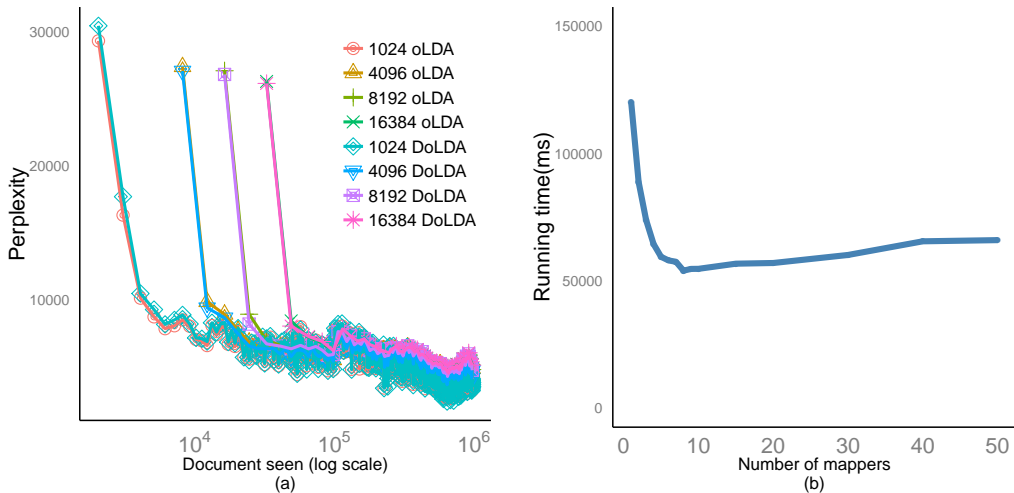 30000
20000
10000
Perplexity
1024 oLDA
4096 oLDA
8192 oLDA
16384 oLDA
1024 DoLDA
4096 DoLDA
8192 DoLDA
16384 DoLDA
10^4 10^5 10^6
Document seen (log scale)
(a)
150000
100000
50000
0
Running time(ms)
0 10 20 30 40 50
Number of mappers
(b)